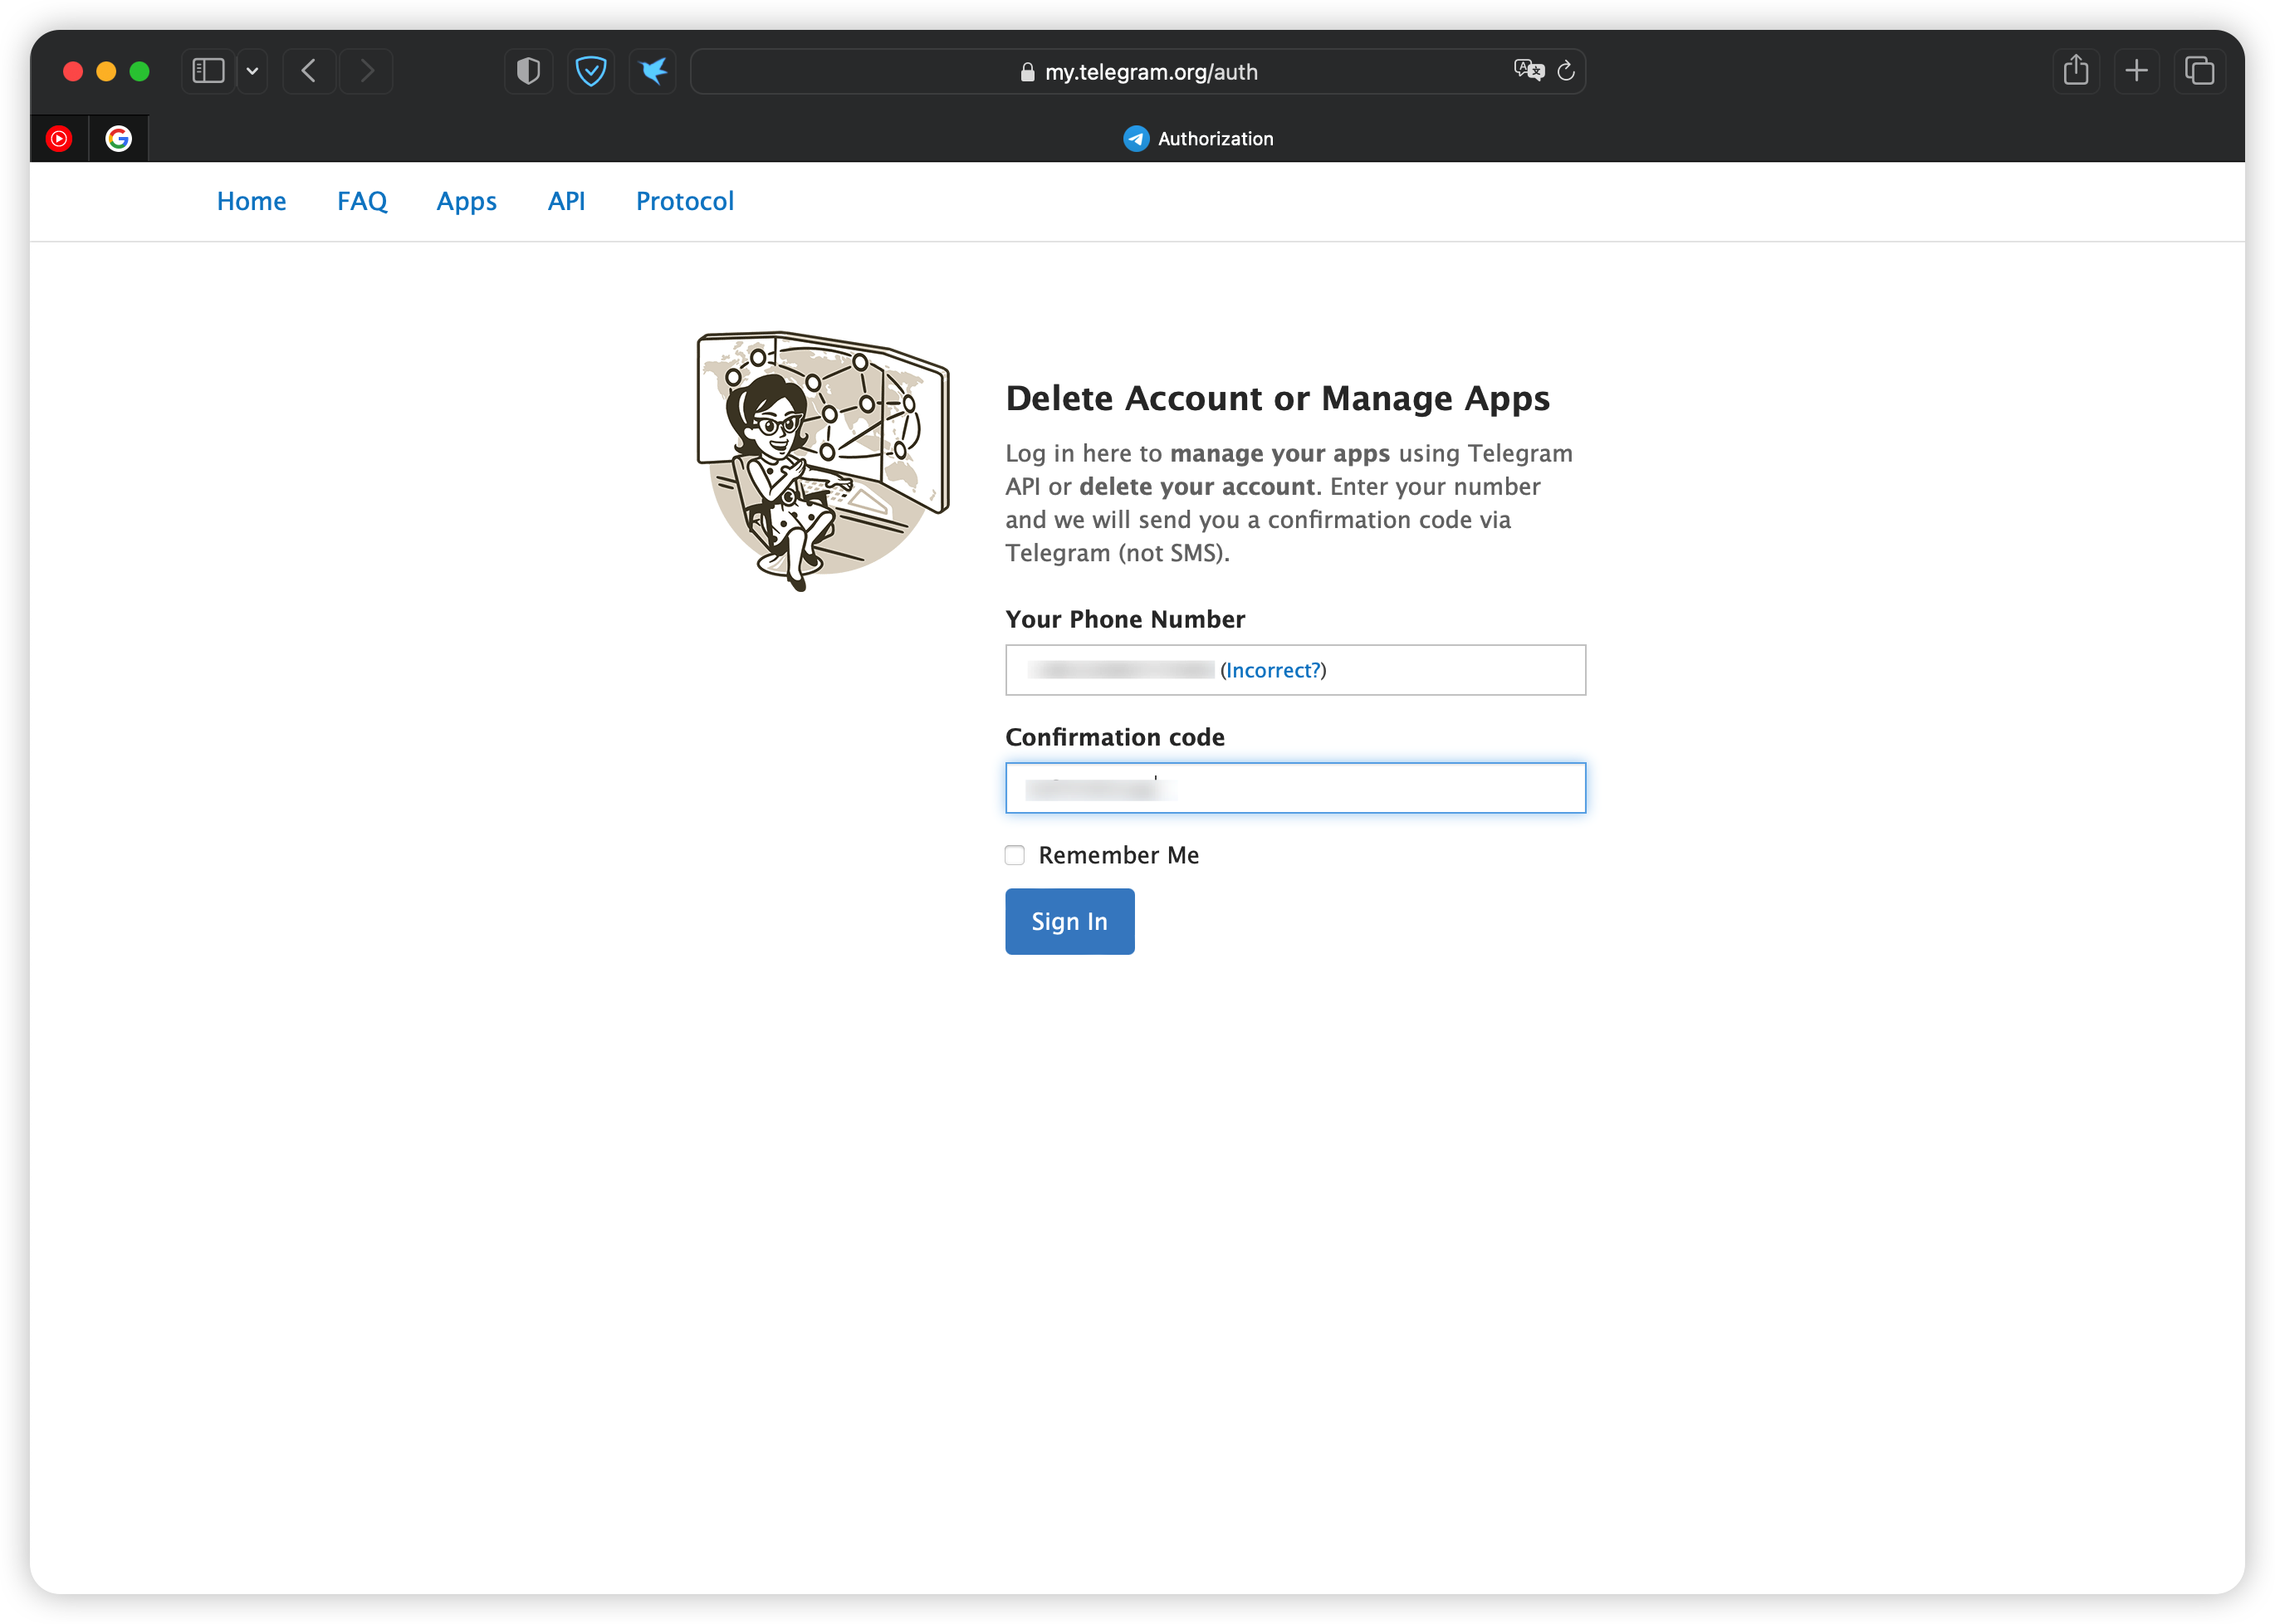 my.telegram.org/auth
Authorization
Home FAQ Apps API Protocol
Delete Account or Manage Apps
Log in here to manage your apps using Telegram
API or delete your account. Enter your number
and we will send you a confirmation code via
Telegram (not SMS).
Your Phone Number
(Incorrect?)
Confirmation code
Remember Me
Sign In